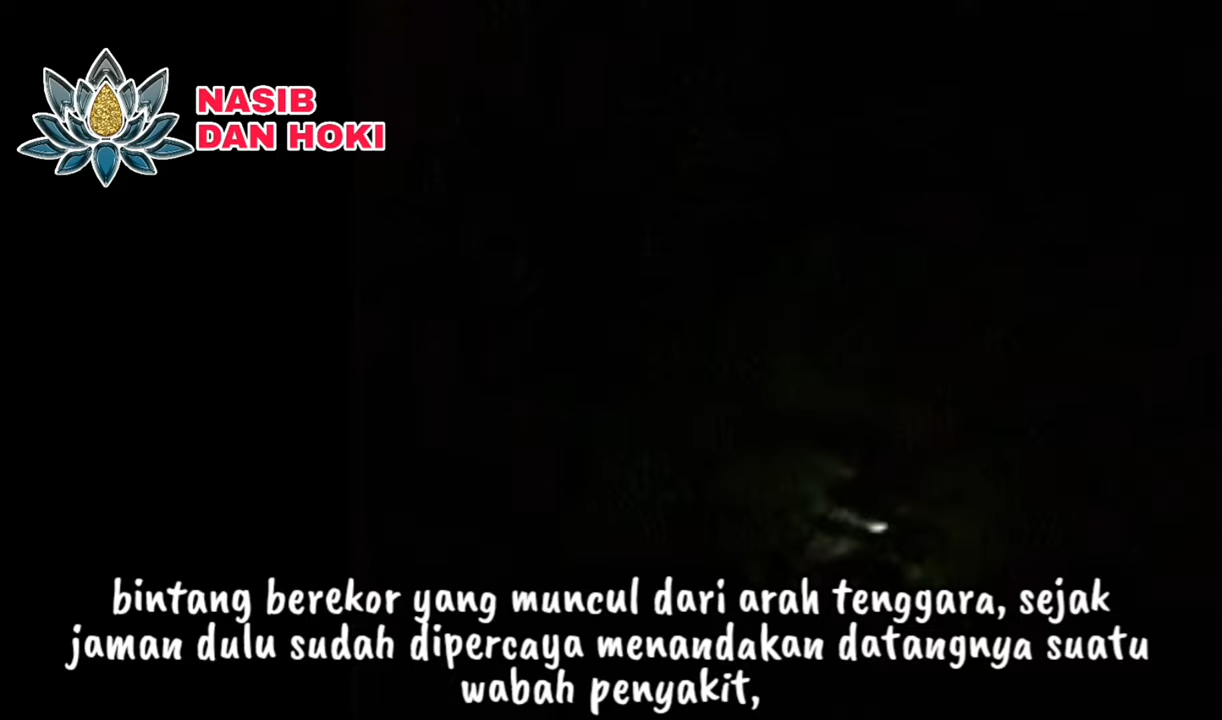 NASIB
DAN HOKI
bintang berekor yang muncul dari arah tenggara, sejak
jaman dulu sudah dipercaya menandakan datangnya suatu
wabah penyakit,